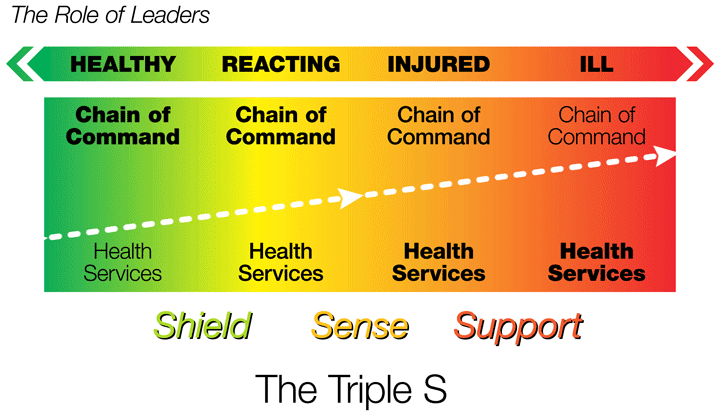 The Role of Leaders
HEALTHY REACTING INJURED ILL
Chain of Chain of Chain of Chain of
Command Command Command Command
Health Health Health Health
Services Services Services Services
Shield Sense Support
The Triple S